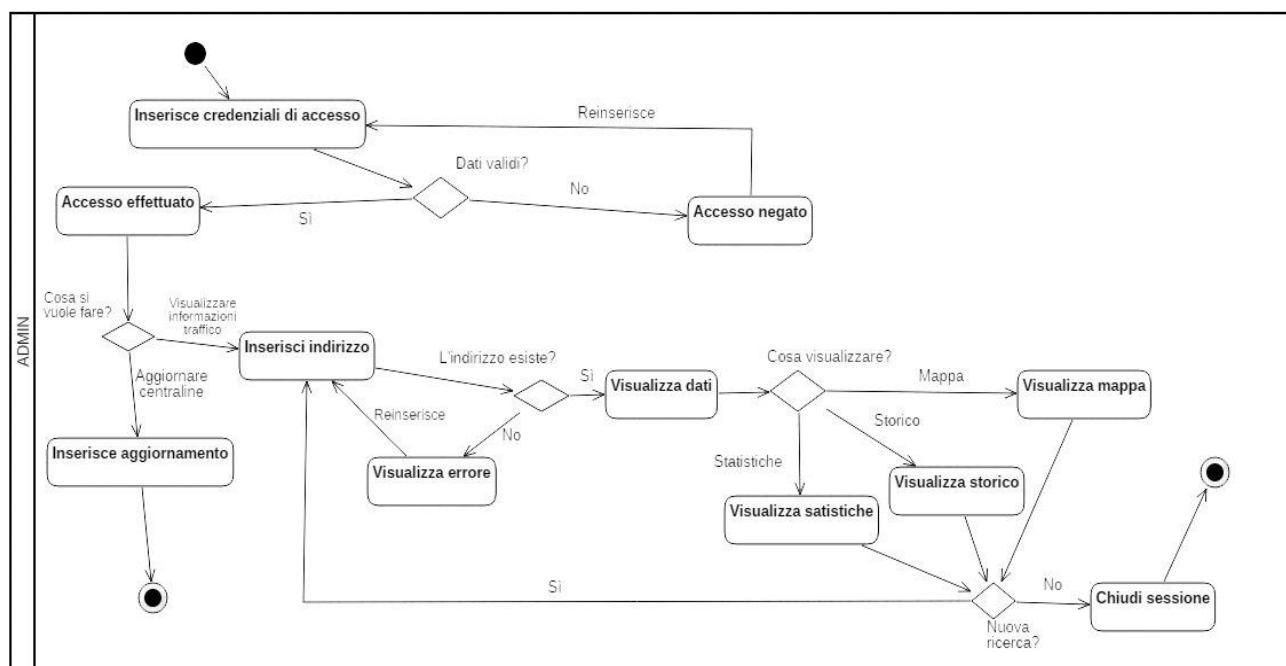 ADMIN
Inserisce credenziali di accesso
Reinserisce
Dati validi?
No
Accesso effettuato
Sì
Accesso negato
Cosa si
vuole fare?
Visualizzare
informazioni
traffico
Inserisci indirizzo
L'indirizzo esiste?
Sì
Visualizza dati
Cosa visualizzare?
Mappa
Visualizza mappa
Aggiornare
centraline
Reinserisce
No
Storico
Inserisce aggiornamento
Visualizza errore
Statistiche
Visualizza storico
Visualizza satistiche
Sì
No
Chiudi sessione
Nuova
ricerca?